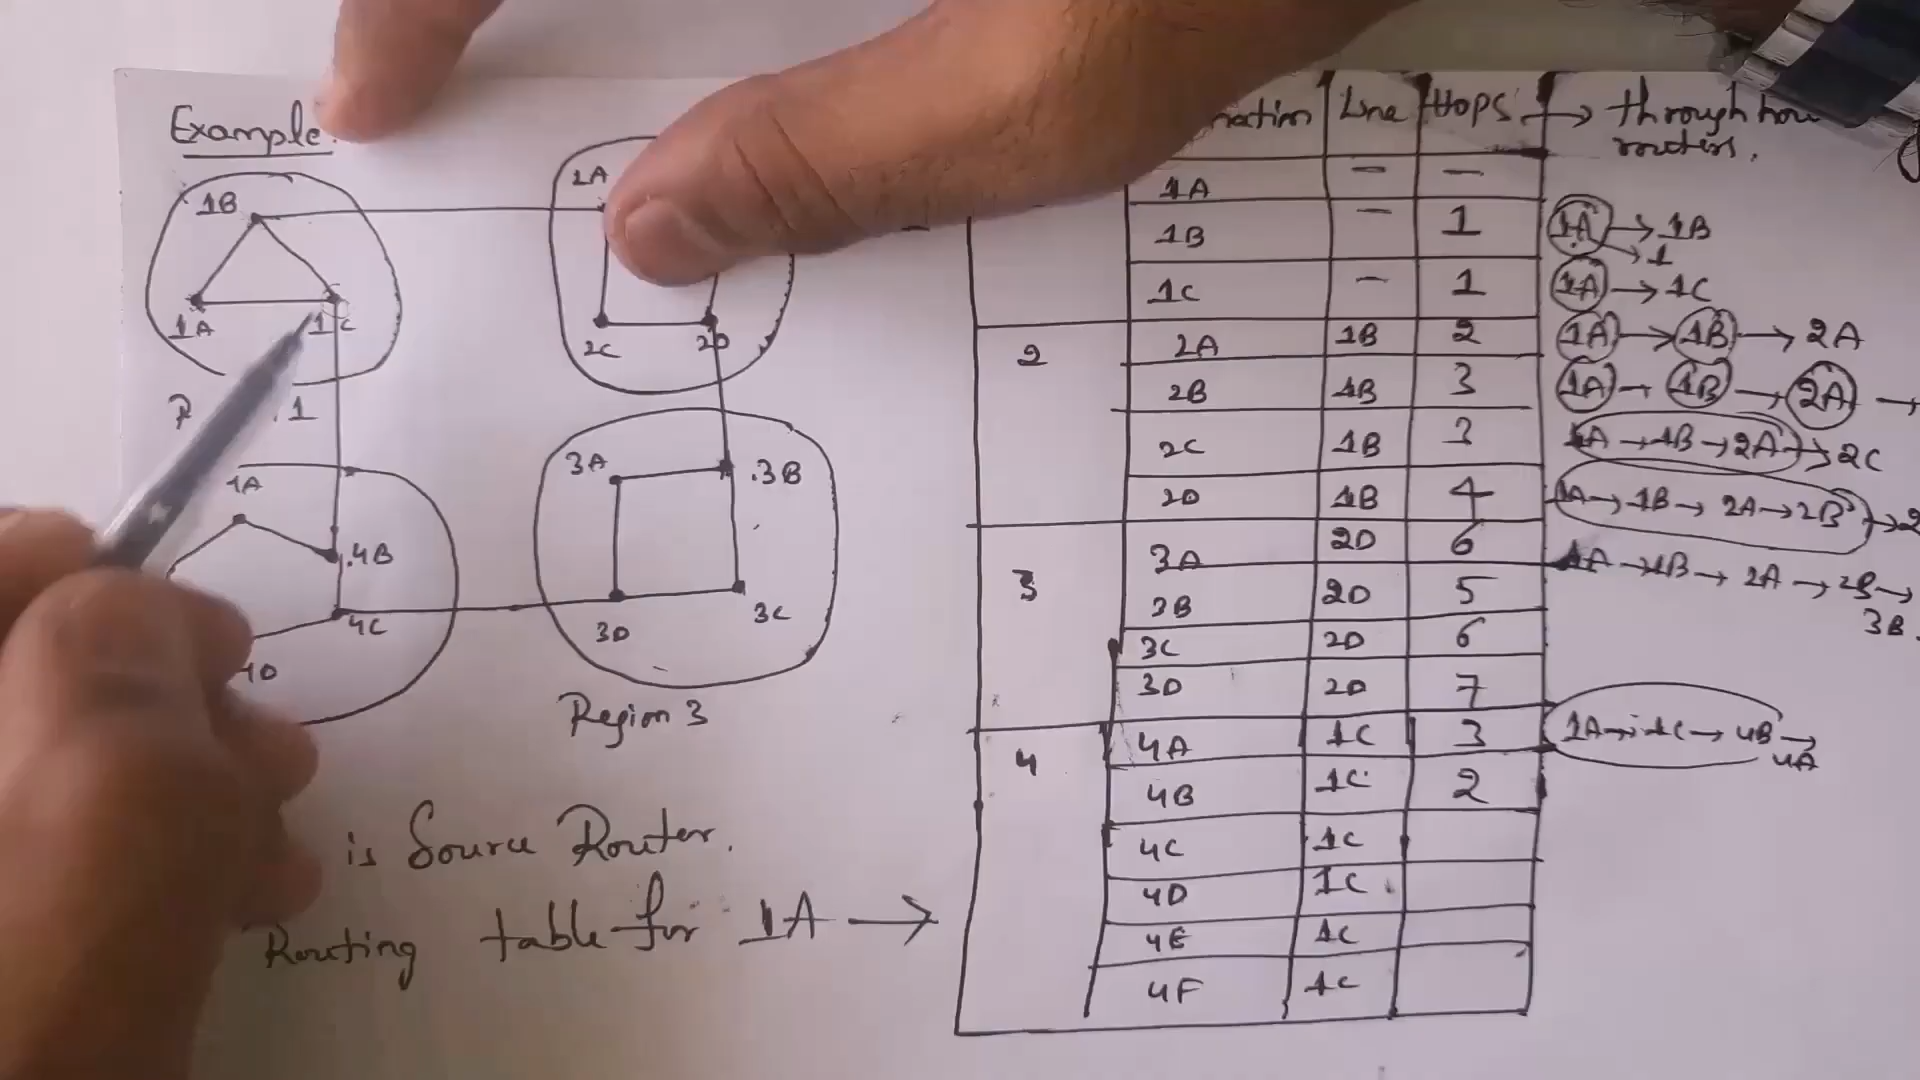 Example
1B
1A
1C
1
2A
2C
2D
3A
.3B
3D
3C
Region 3
4A
.4B
4C
4D
is Source Router.
Routing table for 1A →
Line Hops → through
routers.
1A — —
1B — 1 1A → 1B
→ 1
1C — 1 1A → 1C
2
2A 1B 2 1A → 1B → 2A
2B 1B 3 1A → 1B → 2A →
2C 1B 3 1A → 1B → 2A → 2C
2D 1B 4 1A → 1B → 2A → 2B → 2
3
3A 2D 6 1A → 1B → 2A → 2B →
3B 2D 5 3B
3C 2D 6
3D 2D 7
4
4A 1C 3 1A → 1C → 4B →
4A
4B 1C 2
4C 1C
4D 1C
4E 1C
4F 1C